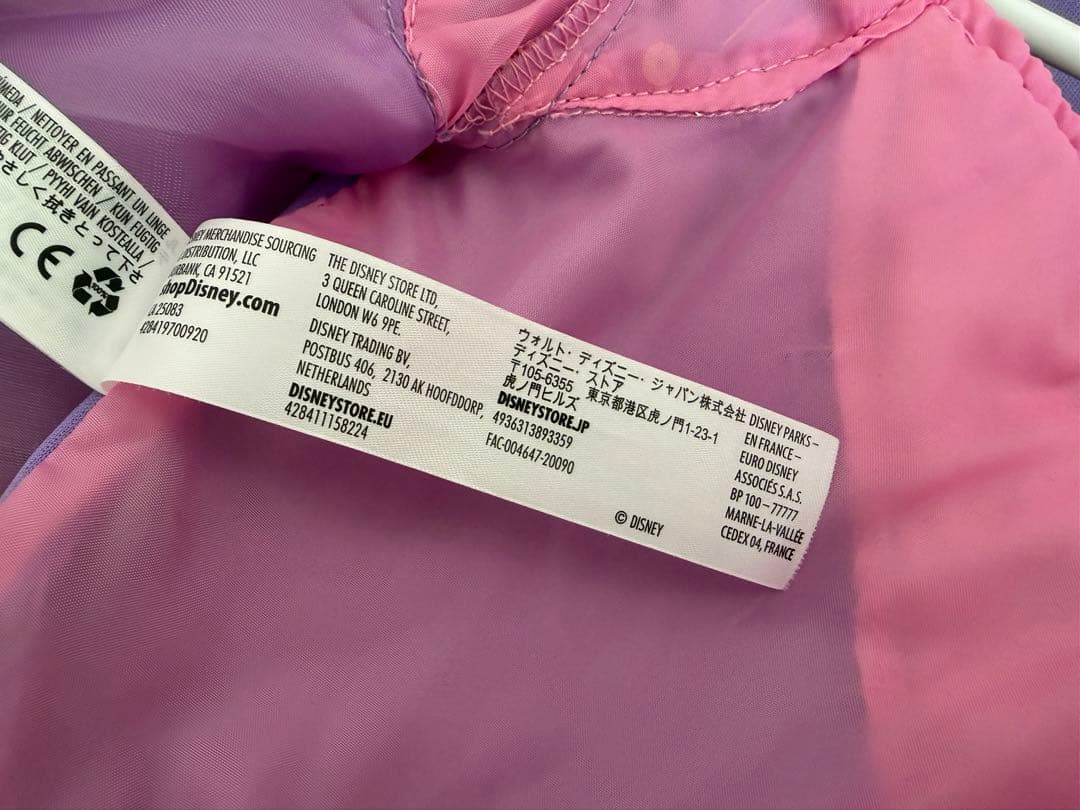 NETTOYER EN PASSANT UN LINGE
FEUCHT ABWISCHEN / KUN FUGTIG
KLUT / PYYHI VAIN KOSTEALLA /
やさしく拭きとって下さ
CE
100%
MERCHANDISE SOURCING
DISTRIBUTION, LLC
CA 91521
shopDisney.com
25083
428419700920
THE DISNEY STORE LTD,
3 QUEEN CAROLINE STREET,
LONDON W6 9PE.
DISNEY TRADING BV,
POSTBUS 406, 2130 AK HOOFDDORP,
NETHERLANDS
DISNEYSTORE.EU
428411158224
ウォルト・ディズニー・ジャパン株式会社
ディズニー・ストア
〒105-6355 東京都港区虎ノ門1-23-1
虎ノ門ヒルズ
DISNEYSTORE.JP
4936313893359
FAC-004647-20090
© DISNEY
DISNEY PARKS –
EN FRANCE –
EURO DISNEY
ASSOCIÉS S.A.S.
BP 100 – 77777
MARNE-LA-VALLÉE
CEDEX 04, FRANCE